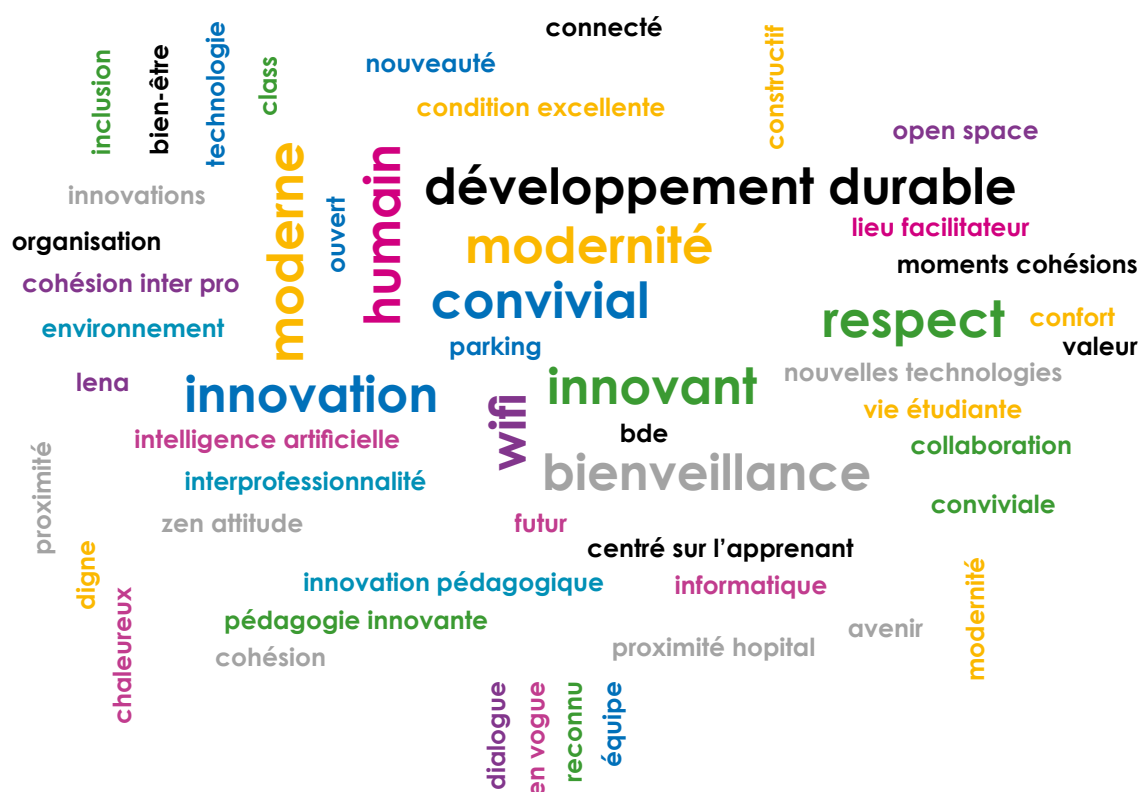 connecté
inclusion
bien-être
technologie
class
nouveauté
constructif
condition excellente
open space
moderne
humain
développement durable
innovations
ouvert
lieu facilitateur
organisation
modernité
moments cohésions
cohésion inter pro
convivial
respect
confort
environnement
parking
valeur
lena
innovation
wifi
innovant
nouvelles technologies
vie étudiante
intelligence artificielle
bde
collaboration
proximité
interprofessionnalité
bienveillance
conviviale
zen attitude
futur
centré sur l’apprenant
digne
innovation pédagogique
informatique
modernité
chaleureux
pédagogie innovante
avenir
cohésion
proximité hopital
dialogue
en vogue
reconnu
équipe